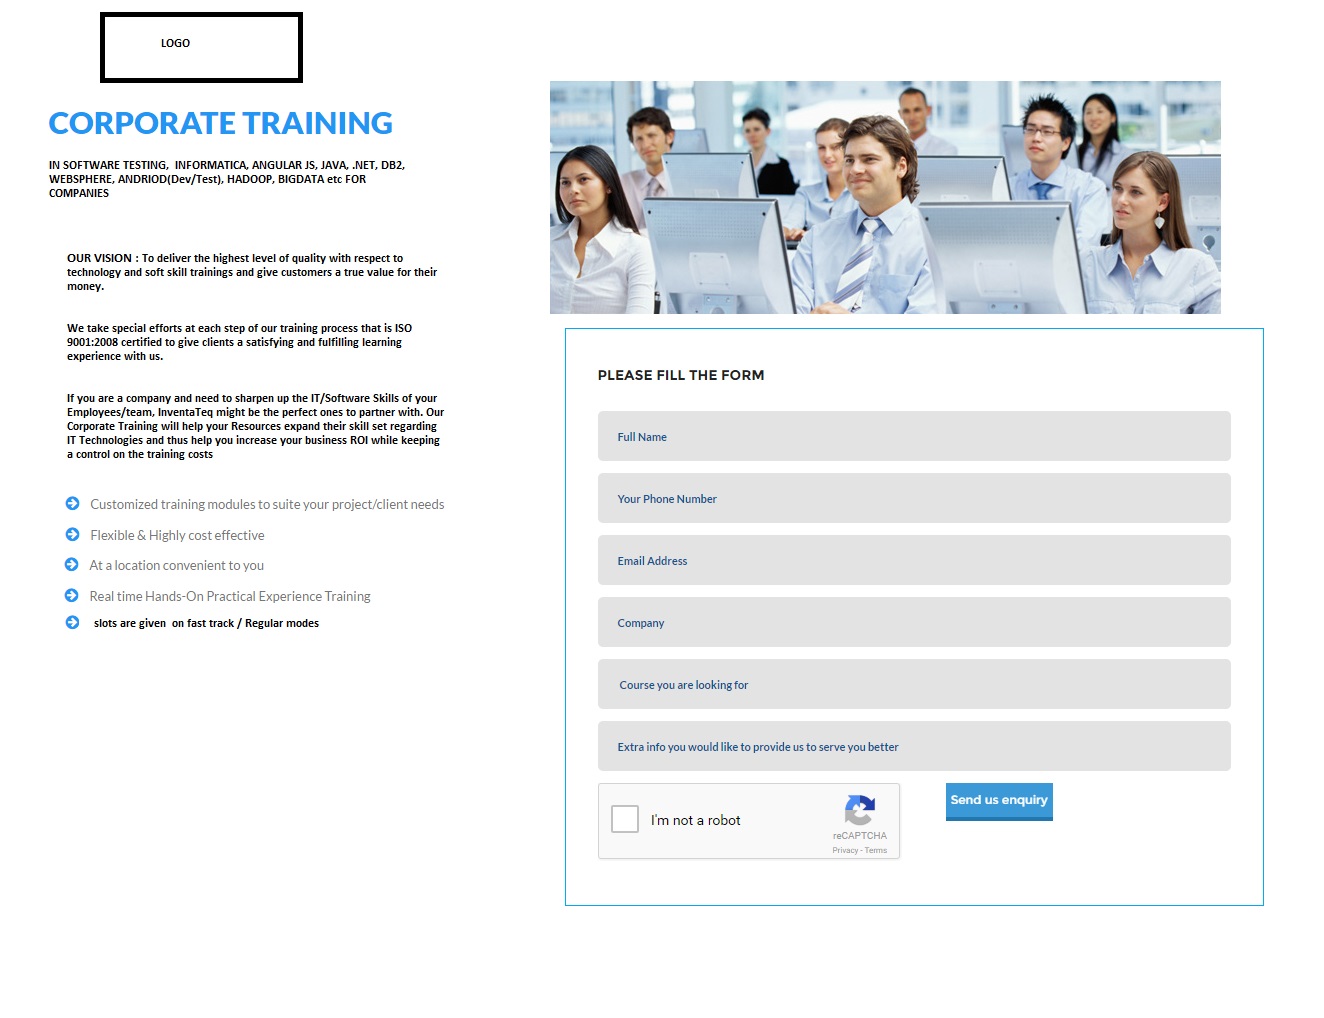 LOGO
CORPORATE TRAINING
IN SOFTWARE TESTING,  INFORMATICA, ANGULAR JS, JAVA, .NET, DB2,
WEBSPHERE, ANDRIOD(Dev/Test), HADOOP, BIGDATA etc FOR
COMPANIES
OUR VISION : To deliver the highest level of quality with respect to
technology and soft skill trainings and give customers a true value for their
money.
We take special efforts at each step of our training process that is ISO
9001:2008 certified to give clients a satisfying and fulfilling learning
experience with us.
If you are a company and need to sharpen up the IT/Software Skills of your
Employees/team, InventaTeq might be the perfect ones to partner with. Our
Corporate Training will help your Resources expand their skill set regarding
IT Technologies and thus help you increase your business ROI while keeping
a control on the training costs
Customized training modules to suite your project/client needs
Flexible & Highly cost effective
At a location convenient to you
Real time Hands-On Practical Experience Training
slots are given  on fast track / Regular modes
PLEASE FILL THE FORM
Full Name
Your Phone Number
Email Address
Company
Course you are looking for
Extra info you would like to provide us to serve you better
I'm not a robot
reCAPTCHA
Privacy - Terms
Send us enquiry